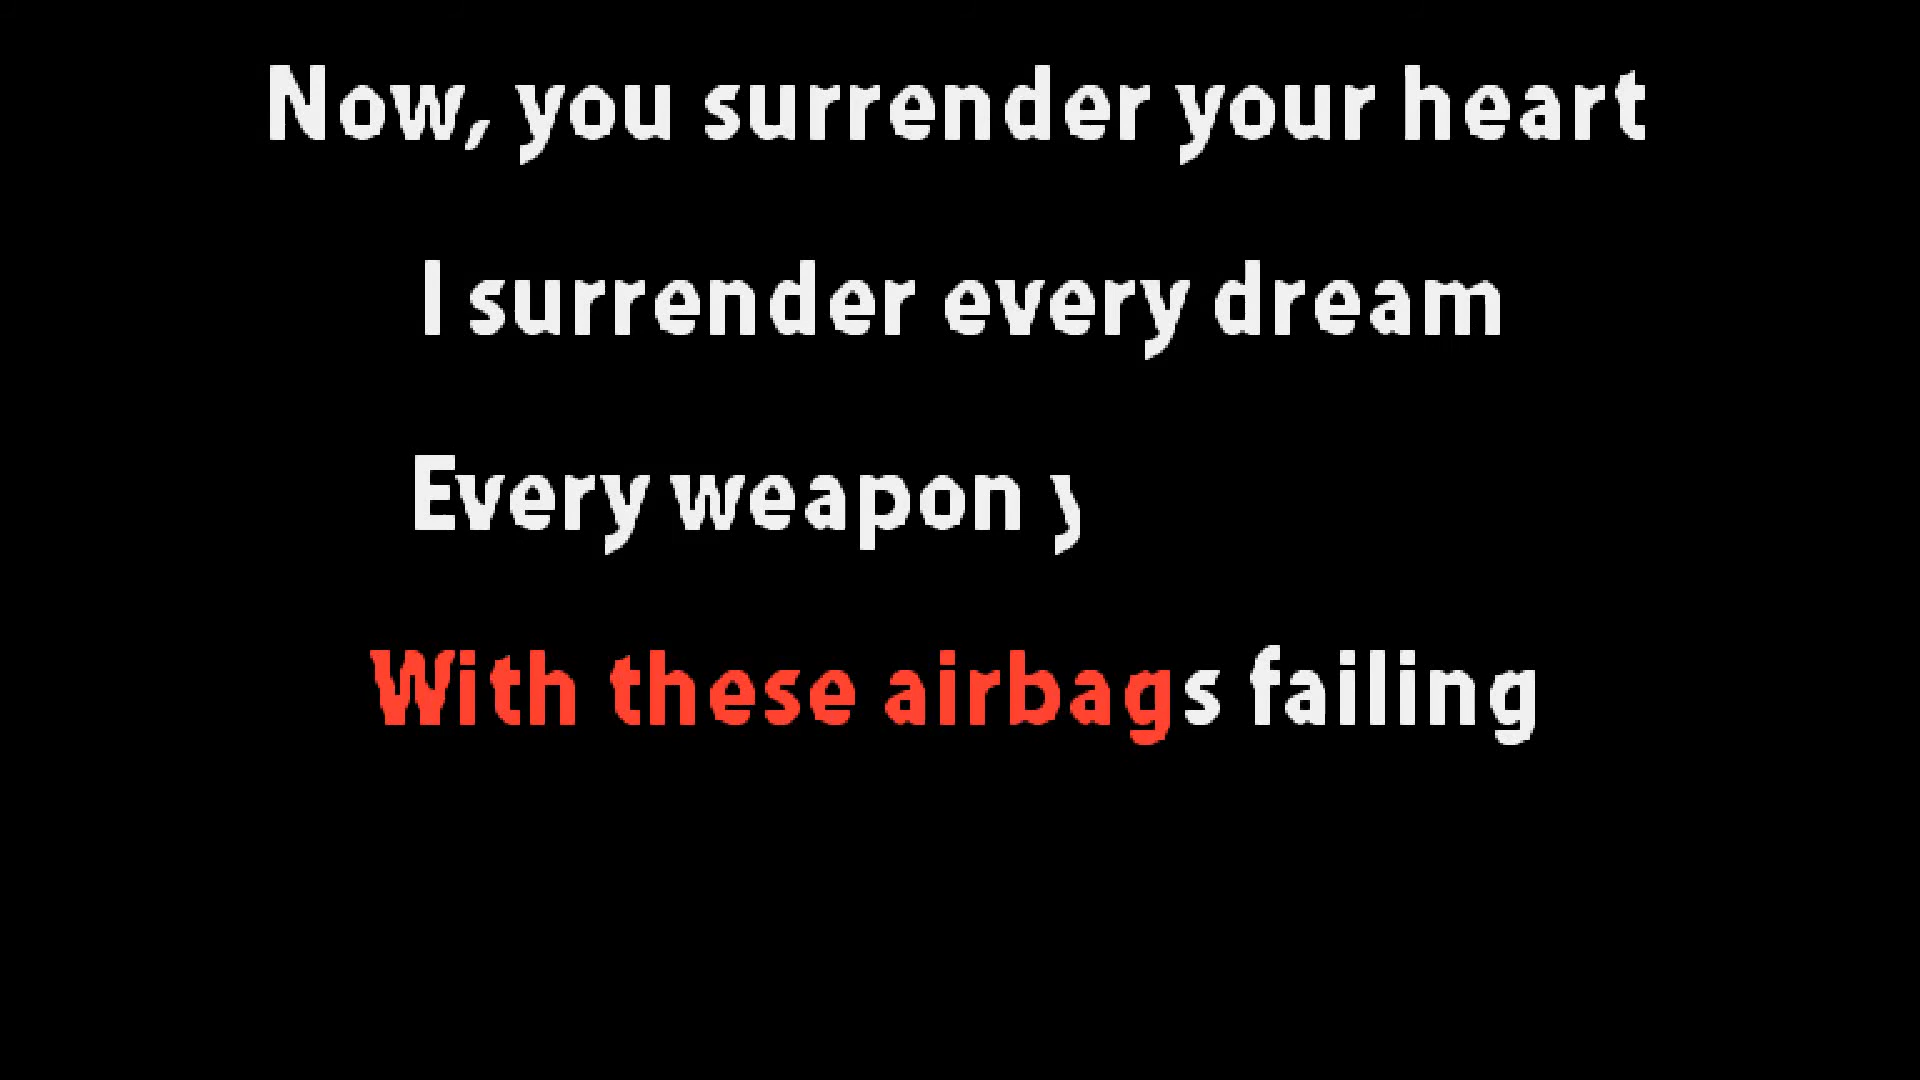 Now, you surrender your heart
I surrender every dream
Every weapon y
With these airbags failing